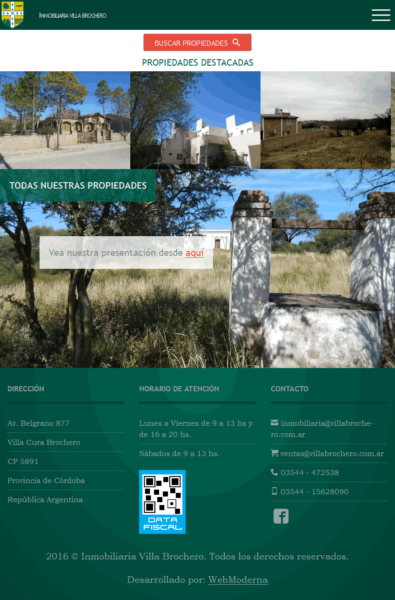 INMOBILIARIA VILLA BROCHERO
BUSCAR PROPIEDADES
PROPIEDADES DESTACADAS
TODAS NUESTRAS PROPIEDADES
Vea nuestra presentación desde aquí
DIRECCIÓN
Av. Belgrano 877
Villa Cura Brochero
CP 5891
Provincia de Córdoba
República Argentina
HORARIO DE ATENCIÓN
Lunes a Viernes de 9 a 13 hs y
de 16 a 20 hs.
Sábados de 9 a 13 hs.
DATA
FISCAL
CONTACTO
inmobiliaria@villabroche-
ro.com.ar
ventas@villabrochero.com.ar
03544 - 472538
03544 - 15628090
2016 © Inmobiliaria Villa Brochero. Todos los derechos reservados.
Desarrollado por: WebModerna